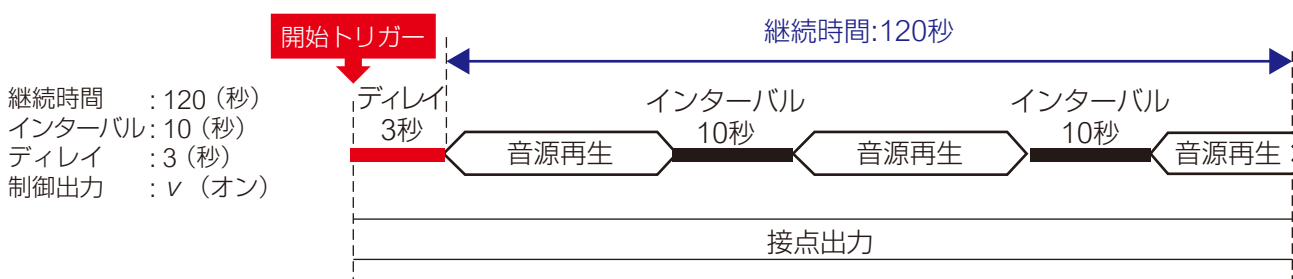 開始トリガー
継続時間:120秒
継続時間 : 120（秒）
インターバル : 10（秒）
ディレイ : 3（秒）
制御出力 : v（オン）
ディレイ
3秒
インターバル
10秒
インターバル
10秒
音源再生
音源再生
音源再生
接点出力